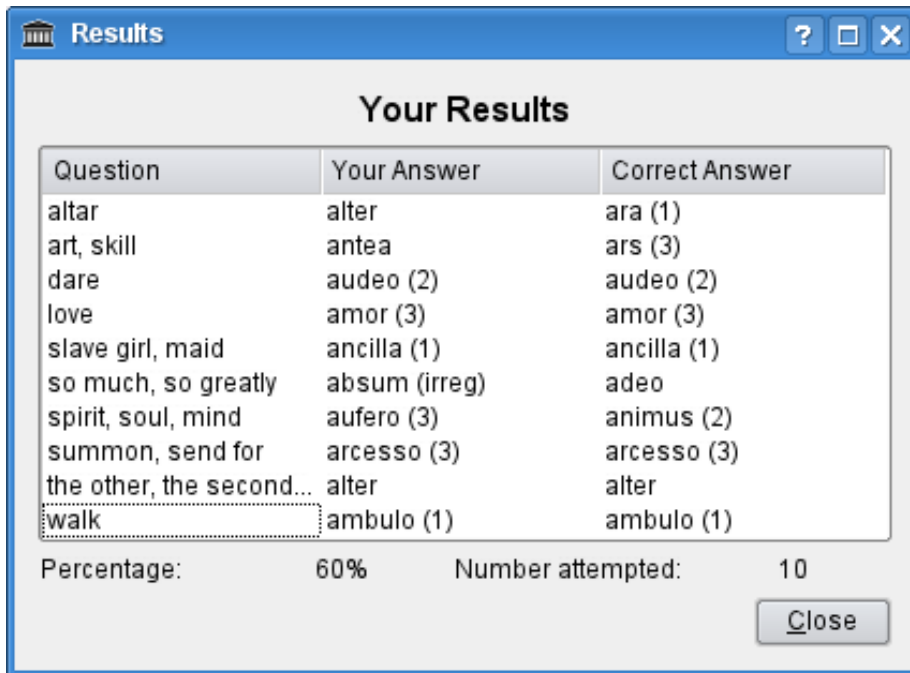 Results
Your Results
Question Your Answer Correct Answer
altar alter ara (1)
art, skill antea ars (3)
dare audeo (2) audeo (2)
love amor (3) amor (3)
slave girl, maid ancilla (1) ancilla (1)
so much, so greatly absum (irreg) adeo
spirit, soul, mind aufero (3) animus (2)
summon, send for arcesso (3) arcesso (3)
the other, the second... alter alter
walk ambulo (1) ambulo (1)
Percentage: 60% Number attempted: 10
Close